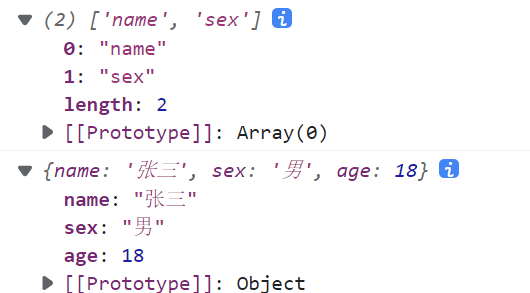 (2) ['name', 'sex'] i
0: "name"
1: "sex"
length: 2
[[Prototype]]: Array(0)
{name: '张三', sex: '男', age: 18} i
name: "张三"
sex: "男"
age: 18
[[Prototype]]: Object